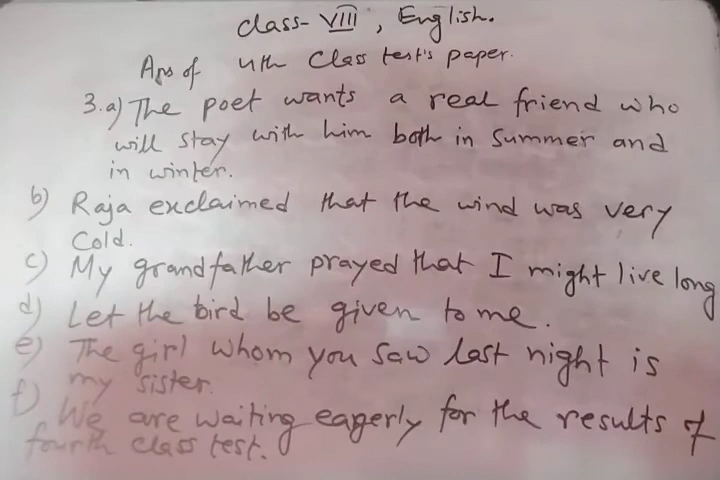 class- VIII, English.
Ans of 4th Class test's paper.
3.a) The poet wants a real friend who
will stay with him both in summer and
in winter.
b) Raja exclaimed that the wind was very
Cold.
c) My grandfather prayed that I might live long
d) Let the bird be given to me.
e) The girl whom you saw last night is
my sister.
f) We are waiting eagerly for the results of
fourth class test.